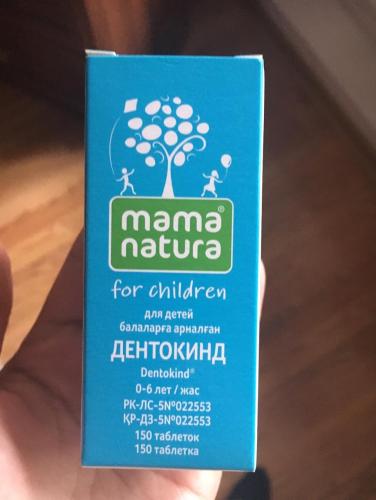 mama®
natura
for children
для детей
балаларға арналған
ДЕНТОКИНД
Dentokind®
0-6 лет / жас
РК-ЛС-5№022553
ҚР-ДЗ-5№022553
150 таблеток
150 таблетка